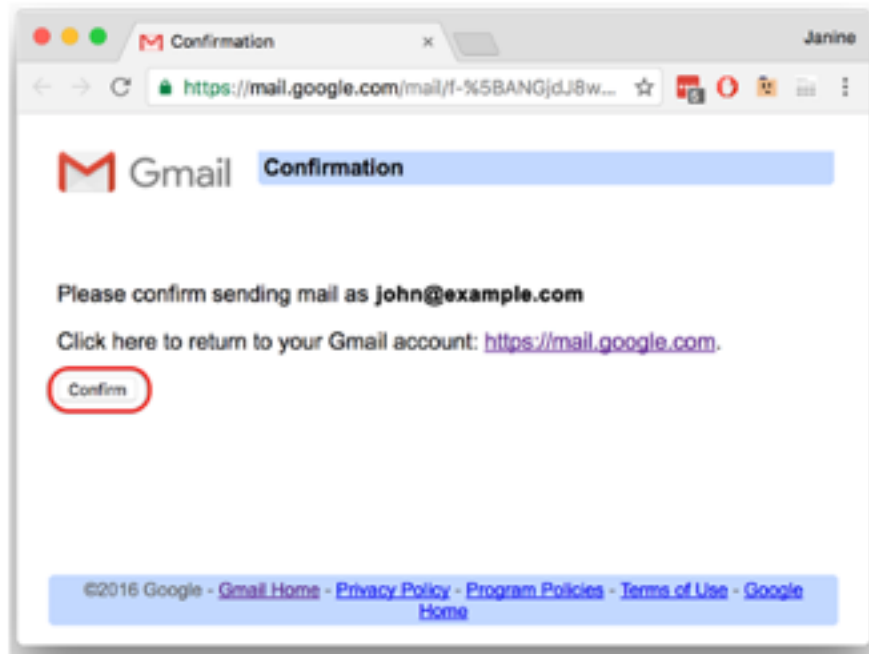 Confirmation
Janine
https://mail.google.com/mail/f-%5BANGjdJ8w...
Gmail
Confirmation
Please confirm sending mail as john@example.com
Click here to return to your Gmail account: https://mail.google.com.
Confirm
©2016 Google - Gmail Home - Privacy Policy - Program Policies - Terms of Use - Google
Home